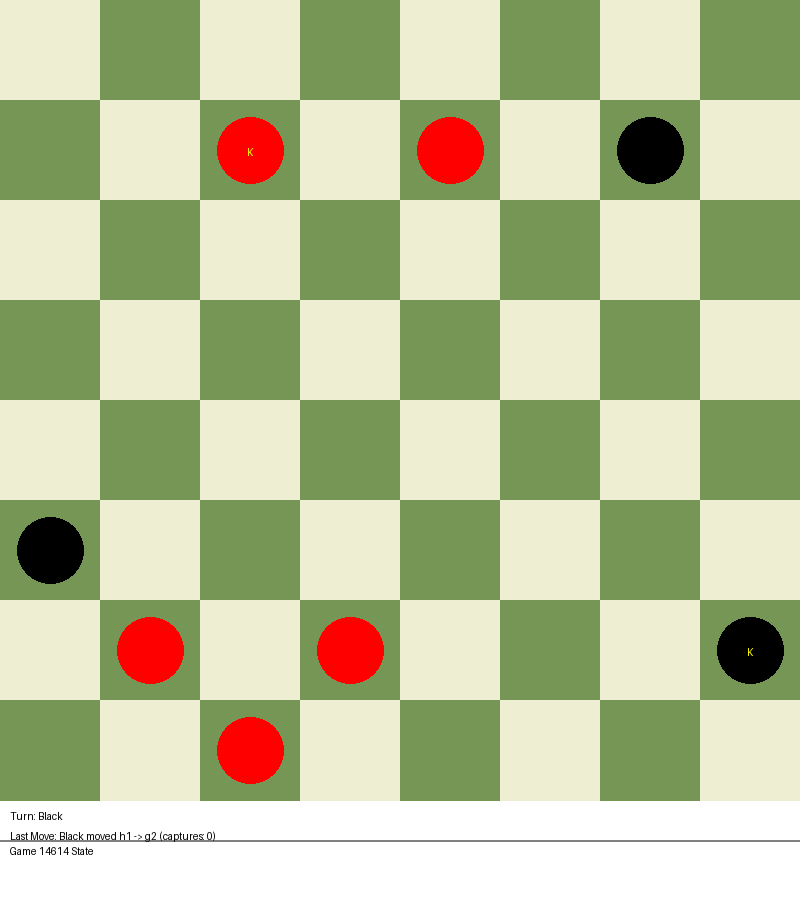 K
K
Turn: Black
Last Move: Black moved h1 -> g2 (captures: 0)
Game 14614 State